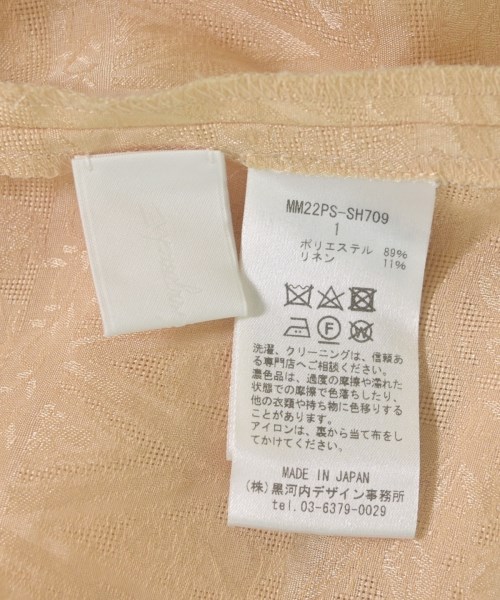 MM22PS-SH709
1
ポリエステル 89%
リネン 11%
洗濯、クリーニングは、信頼あ
る専門店へご相談ください。
濃色品は、過度の摩擦や濡れた
状態での摩擦で色落ちしたり、
他の衣類や持ち物に色移りする
ことがあります。
アイロンは、裏から当て布をし
てかけてください。
MADE IN JAPAN
(株)黒河内デザイン事務所
tel.03-6379-0029